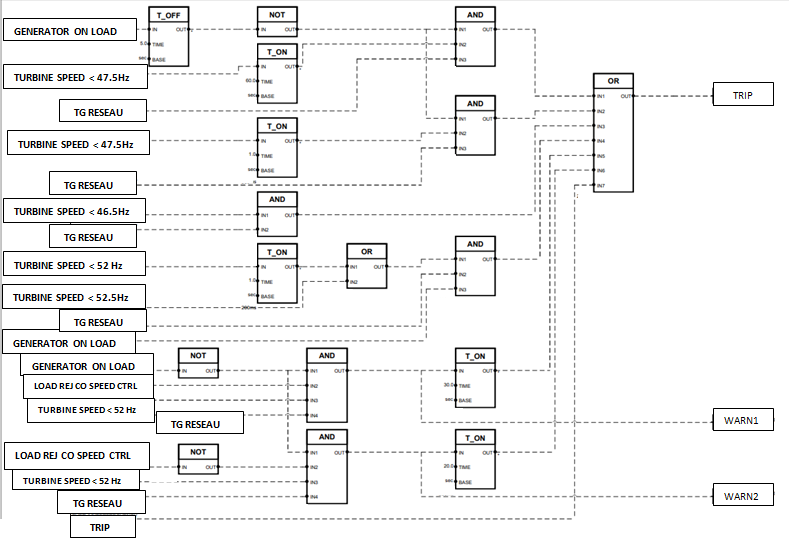 T_OFF
NOT
AND
GENERATOR ON LOAD
IN
OUT
IN
OUT
IN1
OUT
5.0
TIME
IN2
sec
BASE
T_ON
IN3
TURBINE SPEED < 47.5Hz
IN
OUT
60.0
TIME
OR
sec
BASE
IN1
OUT
TRIP
TG RESEAU
AND
IN2
IN1
OUT
T_ON
IN3
IN2
TURBINE SPEED < 47.5Hz
IN
OUT
IN4
IN3
1.0
TIME
IN5
sec
BASE
IN6
TG RESEAU
IN7
AND
TURBINE SPEED < 46.5Hz
IN1
OUT
TG RESEAU
IN2
T_ON
OR
AND
TURBINE SPEED < 52 Hz
IN
OUT
IN1
OUT
IN1
OUT
1.0
TIME
IN2
IN2
TURBINE SPEED < 52.5Hz
sec
BASE
IN3
200ms
TG RESEAU
GENERATOR ON LOAD
NOT
AND
T_ON
GENERATOR ON LOAD
IN
OUT
IN1
OUT
IN
OUT
LOAD REJ CO SPEED CTRL
IN2
30.0
TIME
TURBINE SPEED < 52 Hz
IN3
sec
BASE
TG RESEAU
IN4
WARN1
AND
T_ON
LOAD REJ CO SPEED CTRL
NOT
IN1
OUT
IN
OUT
IN
OUT
IN2
20.0
TIME
TURBINE SPEED < 52 Hz
IN3
sec
BASE
TG RESEAU
IN4
WARN2
TRIP